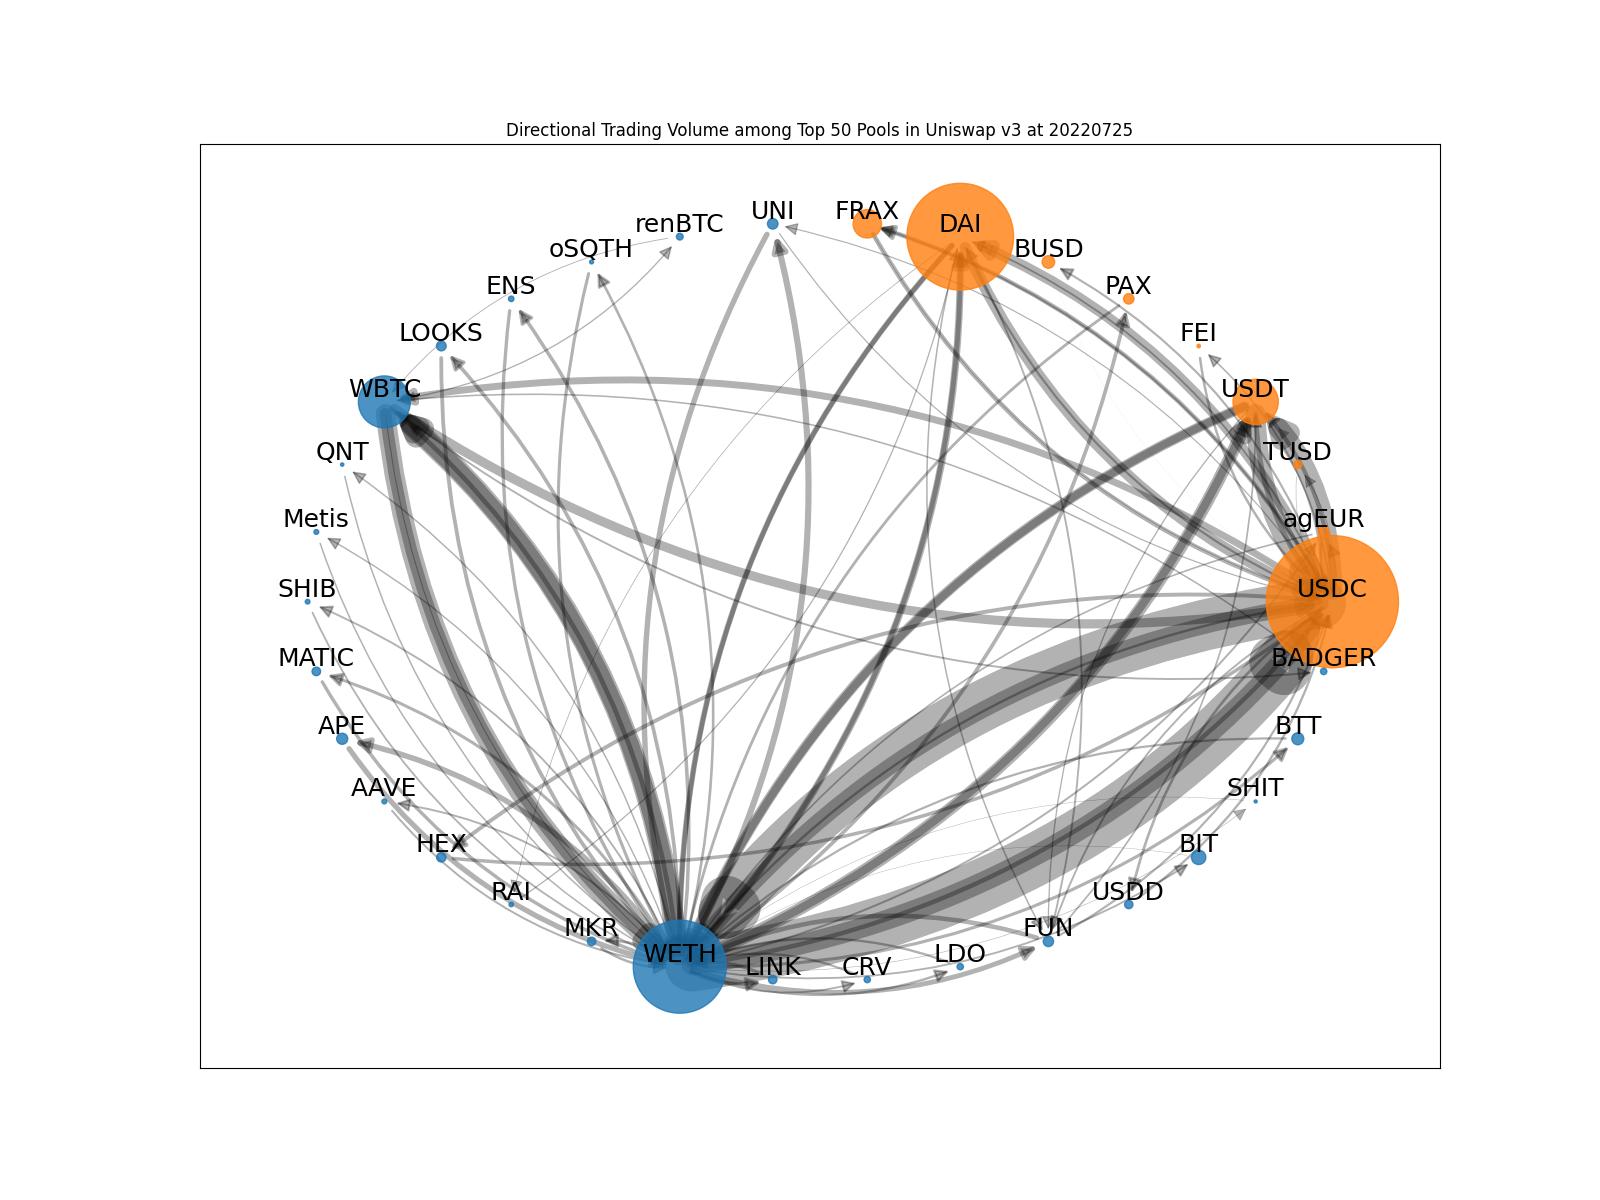 Directional Trading Volume among Top 50 Pools in Uniswap v3 at 20220725
UNI
FRAX
DAI
renBTC
oSQTH
BUSD
ENS
PAX
LOOKS
FEI
WBTC
USDT
QNT
TUSD
Metis
agEUR
SHIB
USDC
MATIC
BADGER
APE
BTT
AAVE
SHIT
HEX
BIT
RAI
USDD
MKR
FUN
WETH
LDO
LINK
CRV